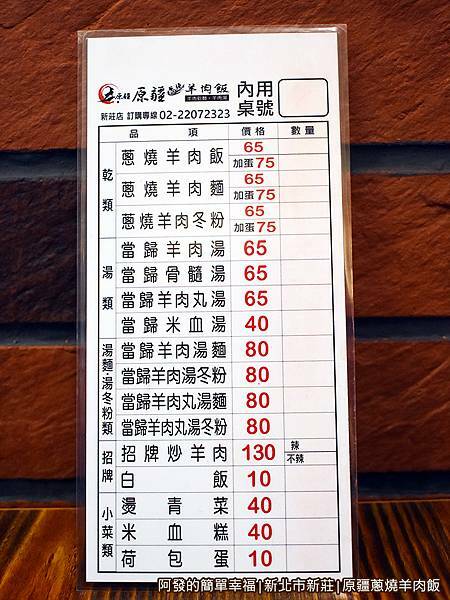 原疆 原疆羊肉飯
內用
桌號
新莊店 訂購專線 02-22072323
品項 價格 數量
乾類
蔥燒羊肉飯 65
加蛋75
蔥燒羊肉麵 65
加蛋75
蔥燒羊肉冬粉 65
加蛋75
湯類
當歸羊肉湯 65
當歸骨髓湯 65
當歸羊肉丸湯 65
當歸米血湯 40
湯麵·湯冬粉類
當歸羊肉湯麵 80
當歸羊肉湯冬粉 80
當歸羊肉丸湯麵 80
當歸羊肉丸湯冬粉 80
招牌
招牌炒羊肉 130 辣
不辣
白飯 10
小菜類
燙青菜 40
米血糕 40
荷包蛋 10
阿發的簡單幸福|新北市新莊|原疆蔥燒羊肉飯